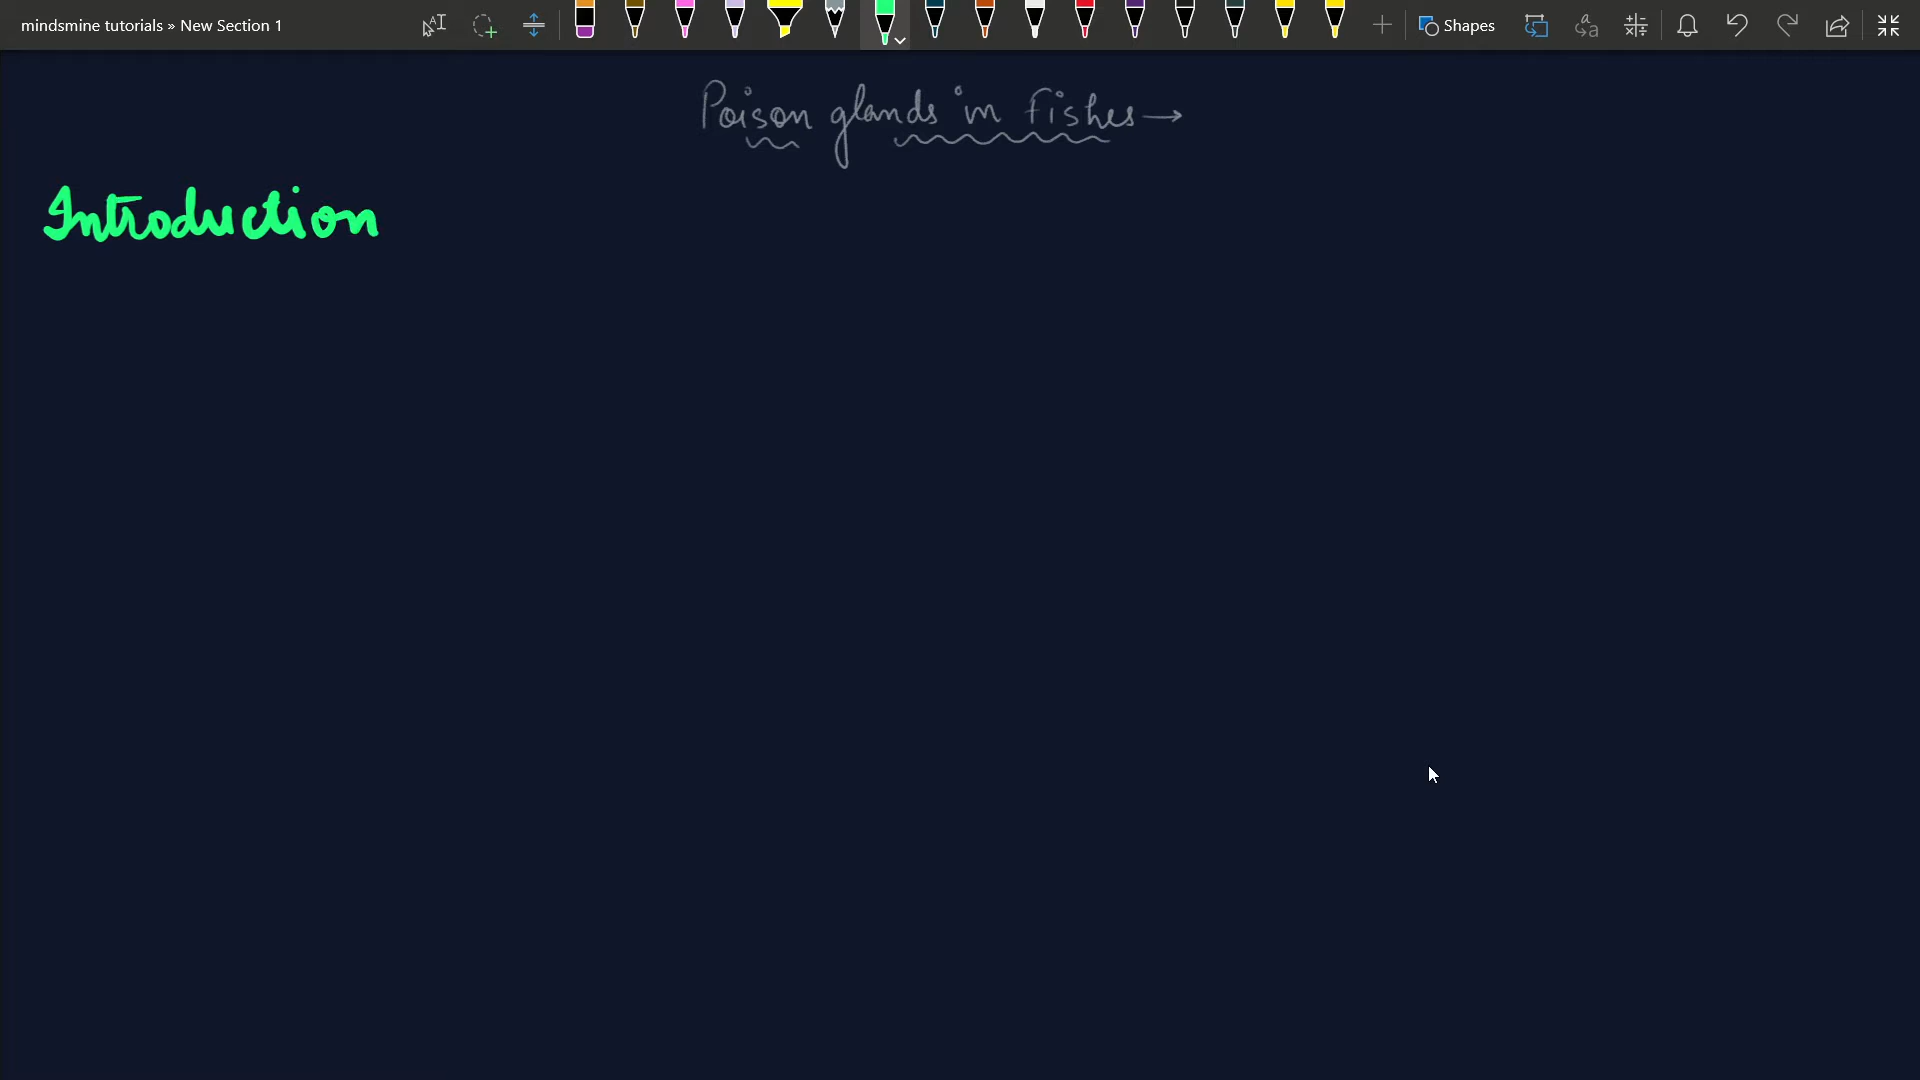 mindsmine tutorials » New Section 1
Shapes
Poison glands in fishes →
Introduction